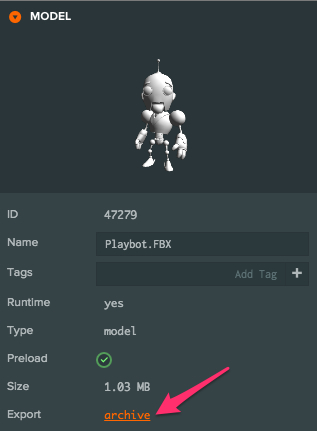 MODEL
ID 47279
Name Playbot.FBX
Tags Add Tag +
Runtime yes
Type model
Preload
Size 1.03 MB
Export archive